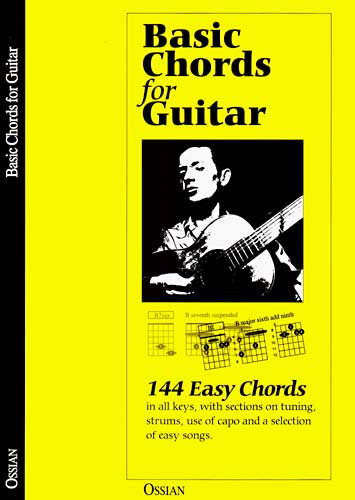 Basic Chords for Guitar
OSSIAN
Basic
Chords
for
Guitar
B7sus
B seventh suspended
B major sixth add ninth
144 Easy Chords
in all keys, with sections on tuning,
strums, use of capo and a selection
of easy songs.
OSSIAN